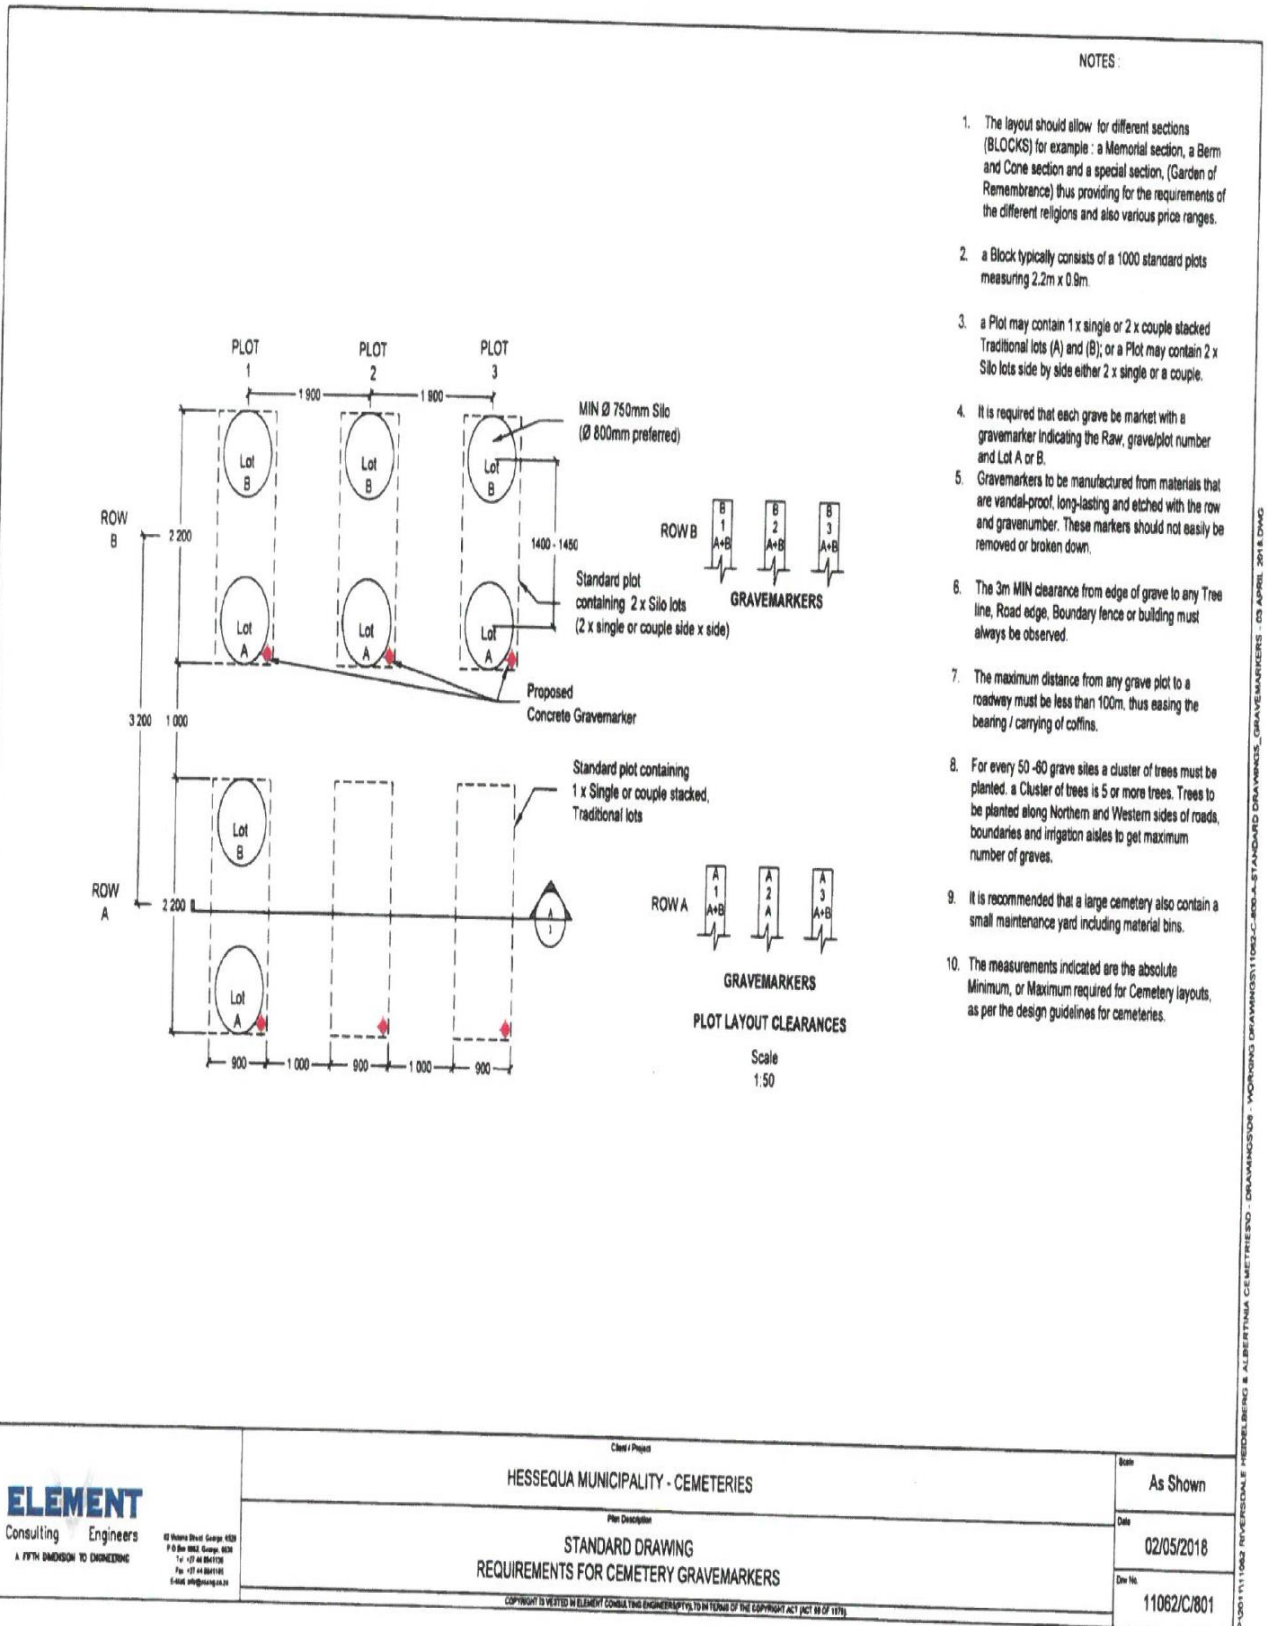 NOTES :
1. The layout should allow for different sections
(BLOCKS) for example : a Memorial section, a Berm
and Cone section and a special section, (Garden of
Remembrance) thus providing for the requirements of
the different religions and also various price ranges.
2. a Block typically consists of a 1000 standard plots
measuring 2.2m x 0.9m.
3. a Plot may contain 1 x single or 2 x couple stacked
Traditional lots (A) and (B); or a Plot may contain 2 x
Silo lots side by side either 2 x single or a couple.
4. It is required that each grave be market with a
gravemarker indicating the Raw, grave/plot number
and Lot A or B.
5. Gravemarkers to be manufactured from materials that
are vandal-proof, long-lasting and etched with the row
and gravenumber. These markers should not easily be
removed or broken down.
6. The 3m MIN clearance from edge of grave to any Tree
line, Road edge, Boundary fence or building must
always be observed.
7. The maximum distance from any grave plot to a
roadway must be less than 100m, thus easing the
bearing / carrying of coffins.
8. For every 50 -60 grave sites a cluster of trees must be
planted. a Cluster of trees is 5 or more trees. Trees to
be planted along Northern and Western sides of roads,
boundaries and irrigation aisles to get maximum
number of graves.
9. It is recommended that a large cemetery also contain a
small maintenance yard including material bins.
10. The measurements indicated are the absolute
Minimum, or Maximum required for Cemetery layouts,
as per the design guidelines for cemeteries.
PLOT
1
PLOT
2
PLOT
3
1 900
1 900
MIN Ø 750mm Silo
(Ø 800mm preferred)
Lot
B
Lot
B
Lot
B
ROW
B
2 200
1400 - 1450
Lot
A
Lot
A
Lot
A
Standard plot
containing 2 x Silo lots
(2 x single or couple side x side)
ROW B
B
1
A+B
B
2
A+B
B
3
A+B
GRAVEMARKERS
Proposed
Concrete Gravemarker
3 200
1 000
Standard plot containing
1 x Single or couple stacked,
Traditional lots
Lot
B
ROW
A
2 200
Lot
A
ROW A
A
1
A+B
A
2
A
A
3
A+B
GRAVEMARKERS
900
1 000
900
1 000
900
PLOT LAYOUT CLEARANCES
Scale
1:50
ELEMENT
Consulting Engineers
A FIFTH DIMENSION TO ENGINEERING
Client / Project
HESSEQUA MUNICIPALITY - CEMETERIES
Plan Description
STANDARD DRAWING
REQUIREMENTS FOR CEMETERY GRAVEMARKERS
COPYRIGHT IS VESTED IN ELEMENT CONSULTING ENGINEERS(PTY)LTD IN TERMS OF THE COPYRIGHT ACT (ACT 98 OF 1978)
Scale
As Shown
Date
02/05/2018
Drw No.
11062/C/801